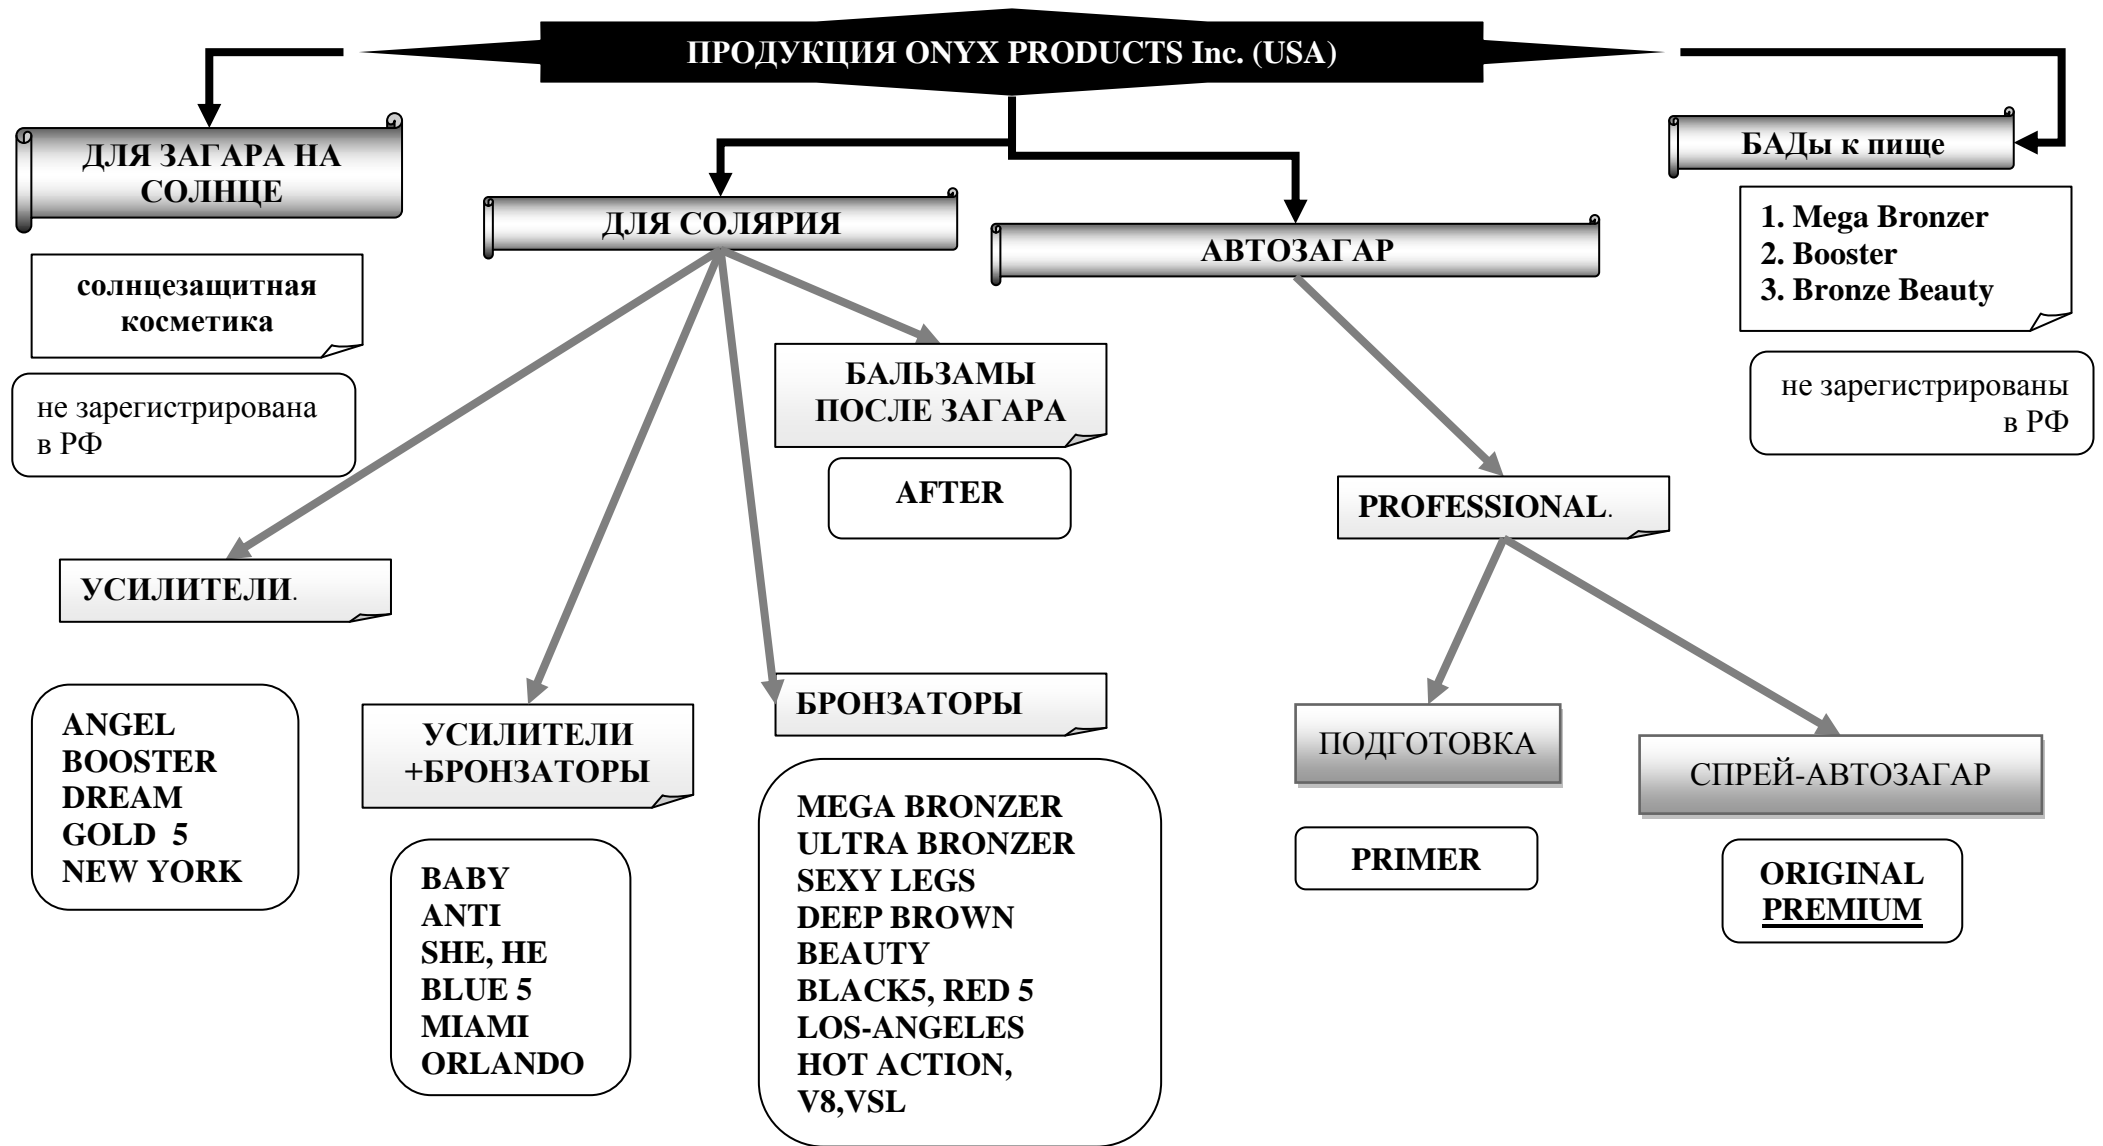 ПРОДУКЦИЯ ONYX PRODUCTS Inc. (USA)
ДЛЯ ЗАГАРА НА
СОЛНЦЕ
солнцезащитная
косметика
не зарегистрирована
в РФ
ДЛЯ СОЛЯРИЯ
АВТОЗАГАР
БАДы к пище
1. Mega Bronzer
2. Booster
3. Bronze Beauty
не зарегистрированы
в РФ
БАЛЬЗАМЫ
ПОСЛЕ ЗАГАРА
AFTER
PROFESSIONAL.
УСИЛИТЕЛИ.
ANGEL
BOOSTER
DREAM
GOLD  5
NEW YORK
УСИЛИТЕЛИ
+БРОНЗАТОРЫ
BABY
ANTI
SHE, HE
BLUE 5
MIAMI
ORLANDO
БРОНЗАТОРЫ
MEGA BRONZER
ULTRA BRONZER
SEXY LEGS
DEEP BROWN
BEAUTY
BLACK5, RED 5
LOS-ANGELES
HOT ACTION,
V8,VSL
ПОДГОТОВКА
PRIMER
СПРЕЙ-АВТОЗАГАР
ORIGINAL
PREMIUM